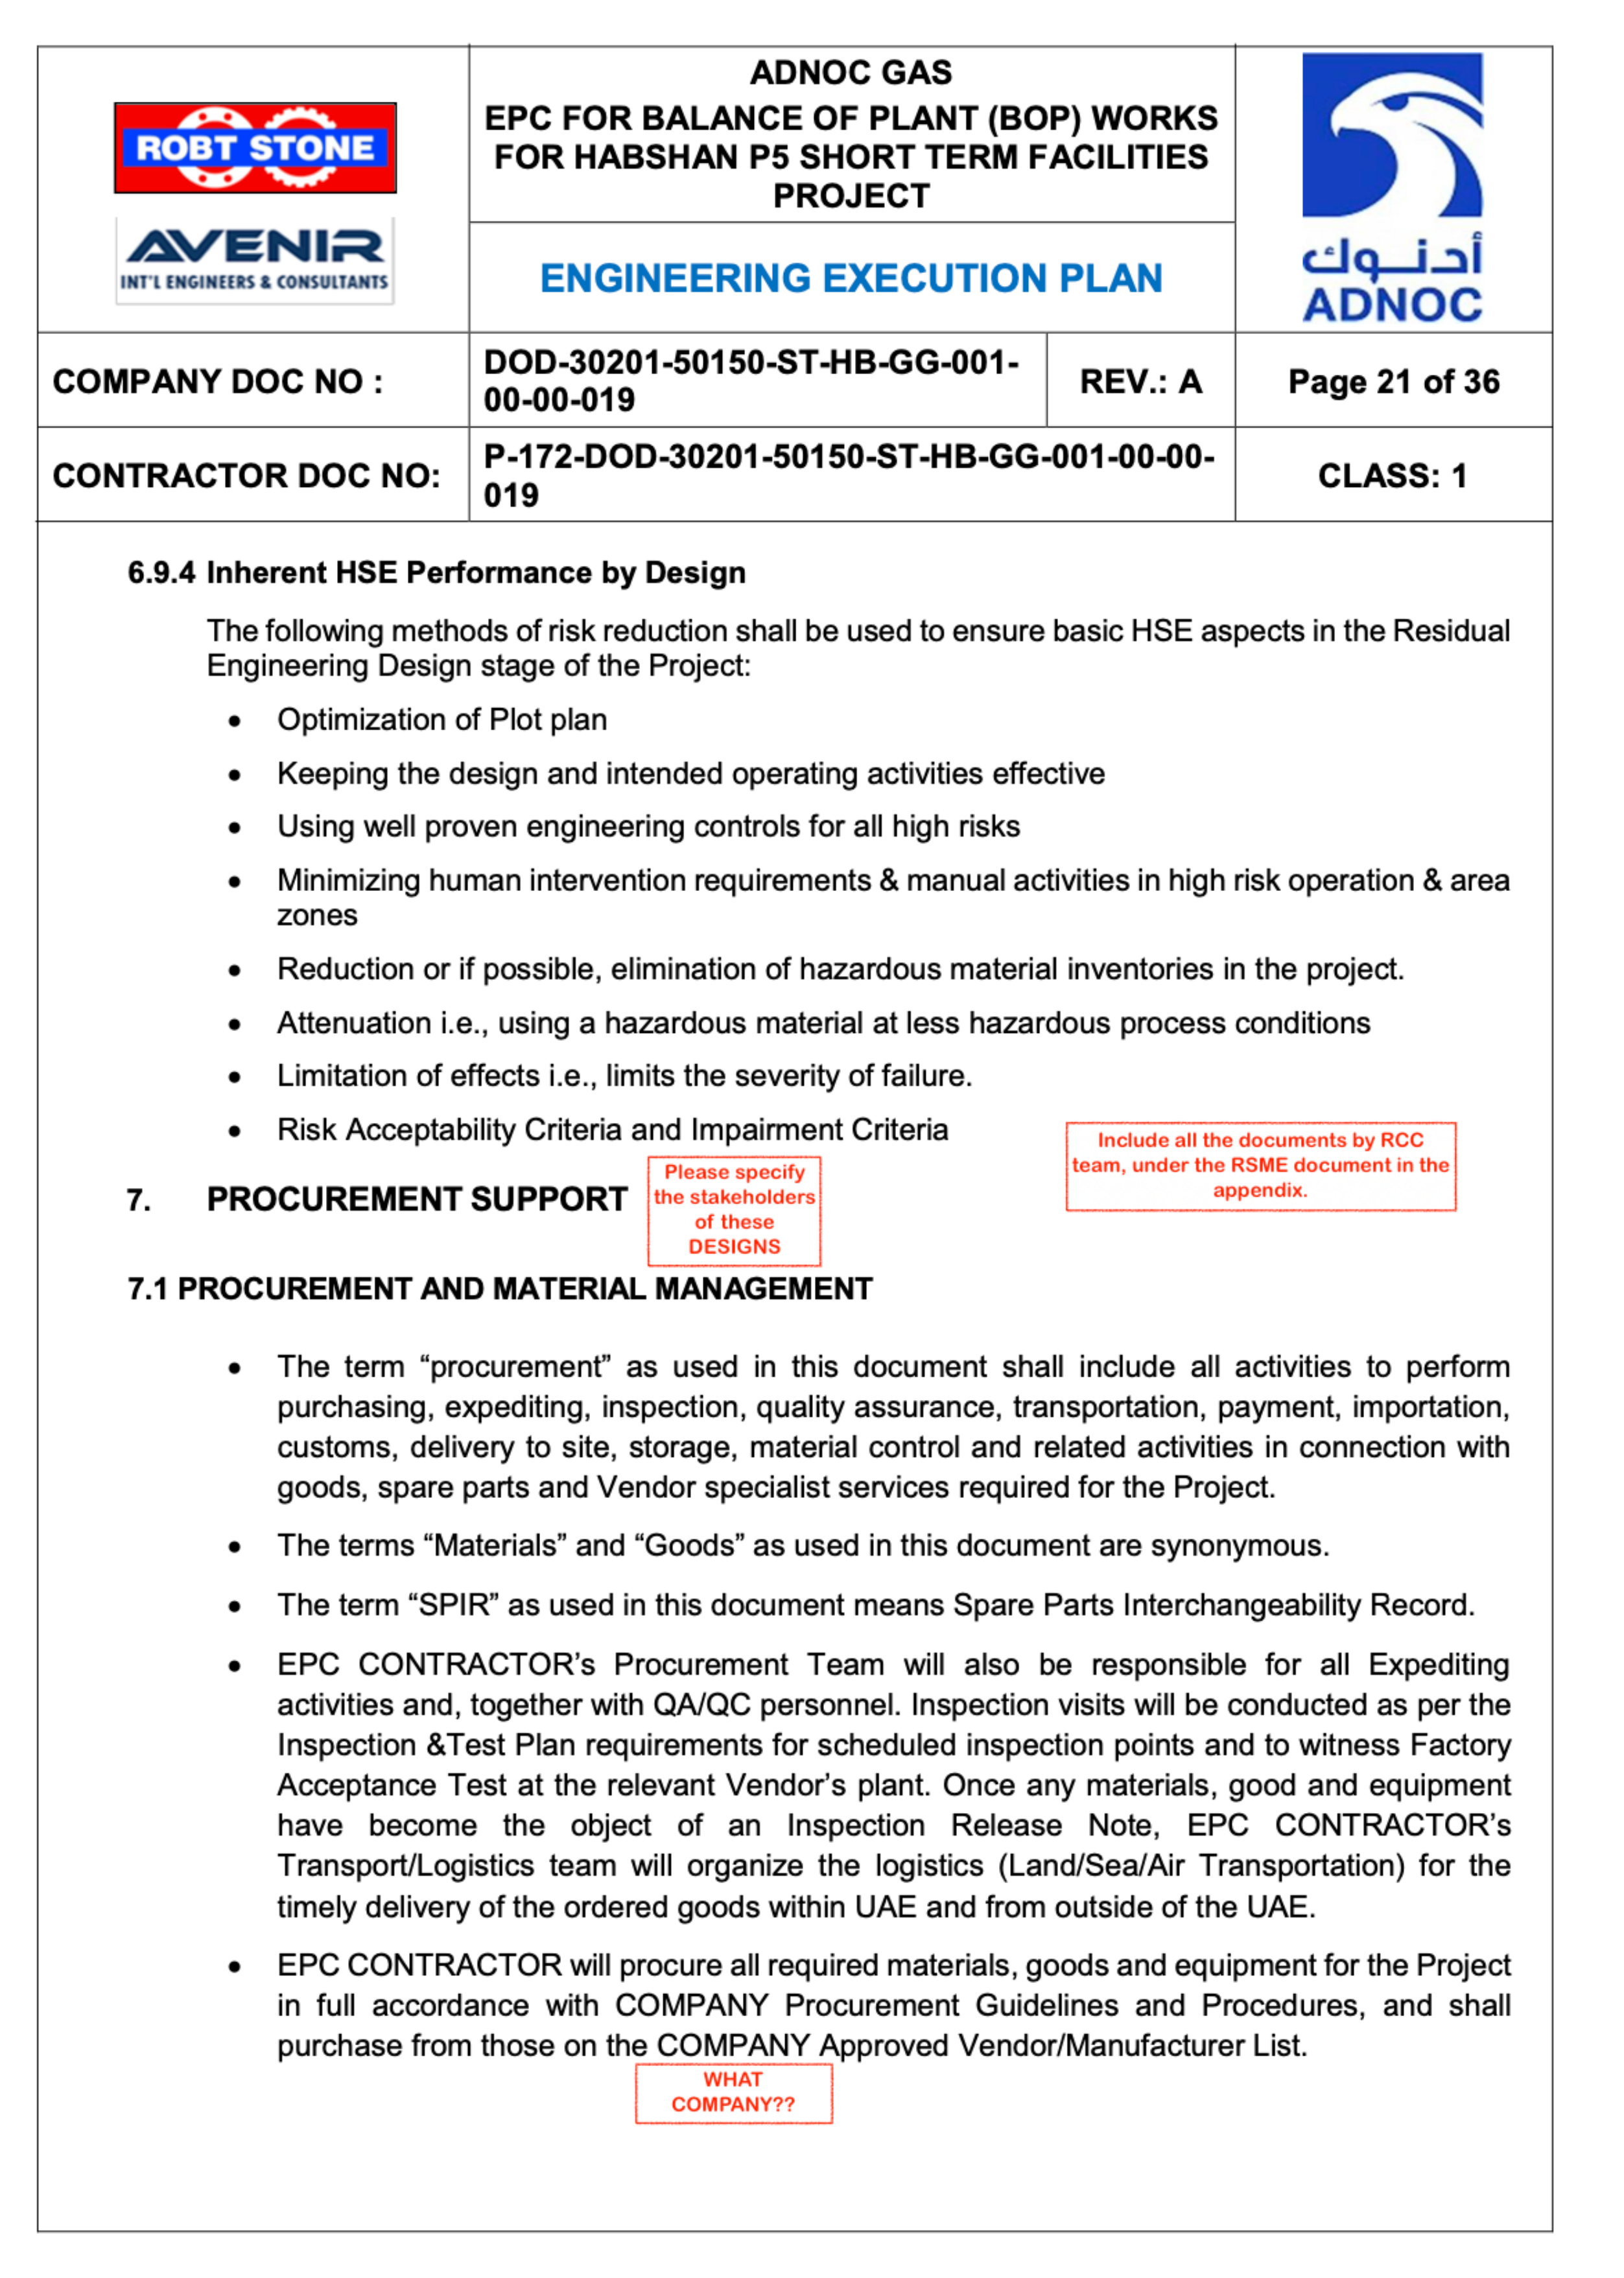 ROBT STONE
AVENIR
INT'L ENGINEERS & CONSULTANTS
ADNOC GAS
EPC FOR BALANCE OF PLANT (BOP) WORKS
FOR HABSHAN P5 SHORT TERM FACILITIES
PROJECT
ENGINEERING EXECUTION PLAN
أدنوك
ADNOC
COMPANY DOC NO :
DOD-30201-50150-ST-HB-GG-001-
00-00-019
REV.: A
Page 21 of 36
CONTRACTOR DOC NO:
P-172-DOD-30201-50150-ST-HB-GG-001-00-00-
019
CLASS: 1
6.9.4 Inherent HSE Performance by Design
The following methods of risk reduction shall be used to ensure basic HSE aspects in the Residual
Engineering Design stage of the Project:
• Optimization of Plot plan
• Keeping the design and intended operating activities effective
• Using well proven engineering controls for all high risks
• Minimizing human intervention requirements & manual activities in high risk operation & area
zones
• Reduction or if possible, elimination of hazardous material inventories in the project.
• Attenuation i.e., using a hazardous material at less hazardous process conditions
• Limitation of effects i.e., limits the severity of failure.
• Risk Acceptability Criteria and Impairment Criteria
Include all the documents by RCC
team, under the RSME document in the
appendix.
7. PROCUREMENT SUPPORT
Please specify
the stakeholders
of these
DESIGNS
7.1 PROCUREMENT AND MATERIAL MANAGEMENT
• The term “procurement” as used in this document shall include all activities to perform
purchasing, expediting, inspection, quality assurance, transportation, payment, importation,
customs, delivery to site, storage, material control and related activities in connection with
goods, spare parts and Vendor specialist services required for the Project.
• The terms “Materials” and “Goods” as used in this document are synonymous.
• The term “SPIR” as used in this document means Spare Parts Interchangeability Record.
• EPC CONTRACTOR’s Procurement Team will also be responsible for all Expediting
activities and, together with QA/QC personnel. Inspection visits will be conducted as per the
Inspection &Test Plan requirements for scheduled inspection points and to witness Factory
Acceptance Test at the relevant Vendor’s plant. Once any materials, good and equipment
have become the object of an Inspection Release Note, EPC CONTRACTOR’s
Transport/Logistics team will organize the logistics (Land/Sea/Air Transportation) for the
timely delivery of the ordered goods within UAE and from outside of the UAE.
• EPC CONTRACTOR will procure all required materials, goods and equipment for the Project
in full accordance with COMPANY Procurement Guidelines and Procedures, and shall
purchase from those on the COMPANY Approved Vendor/Manufacturer List.
WHAT
COMPANY??